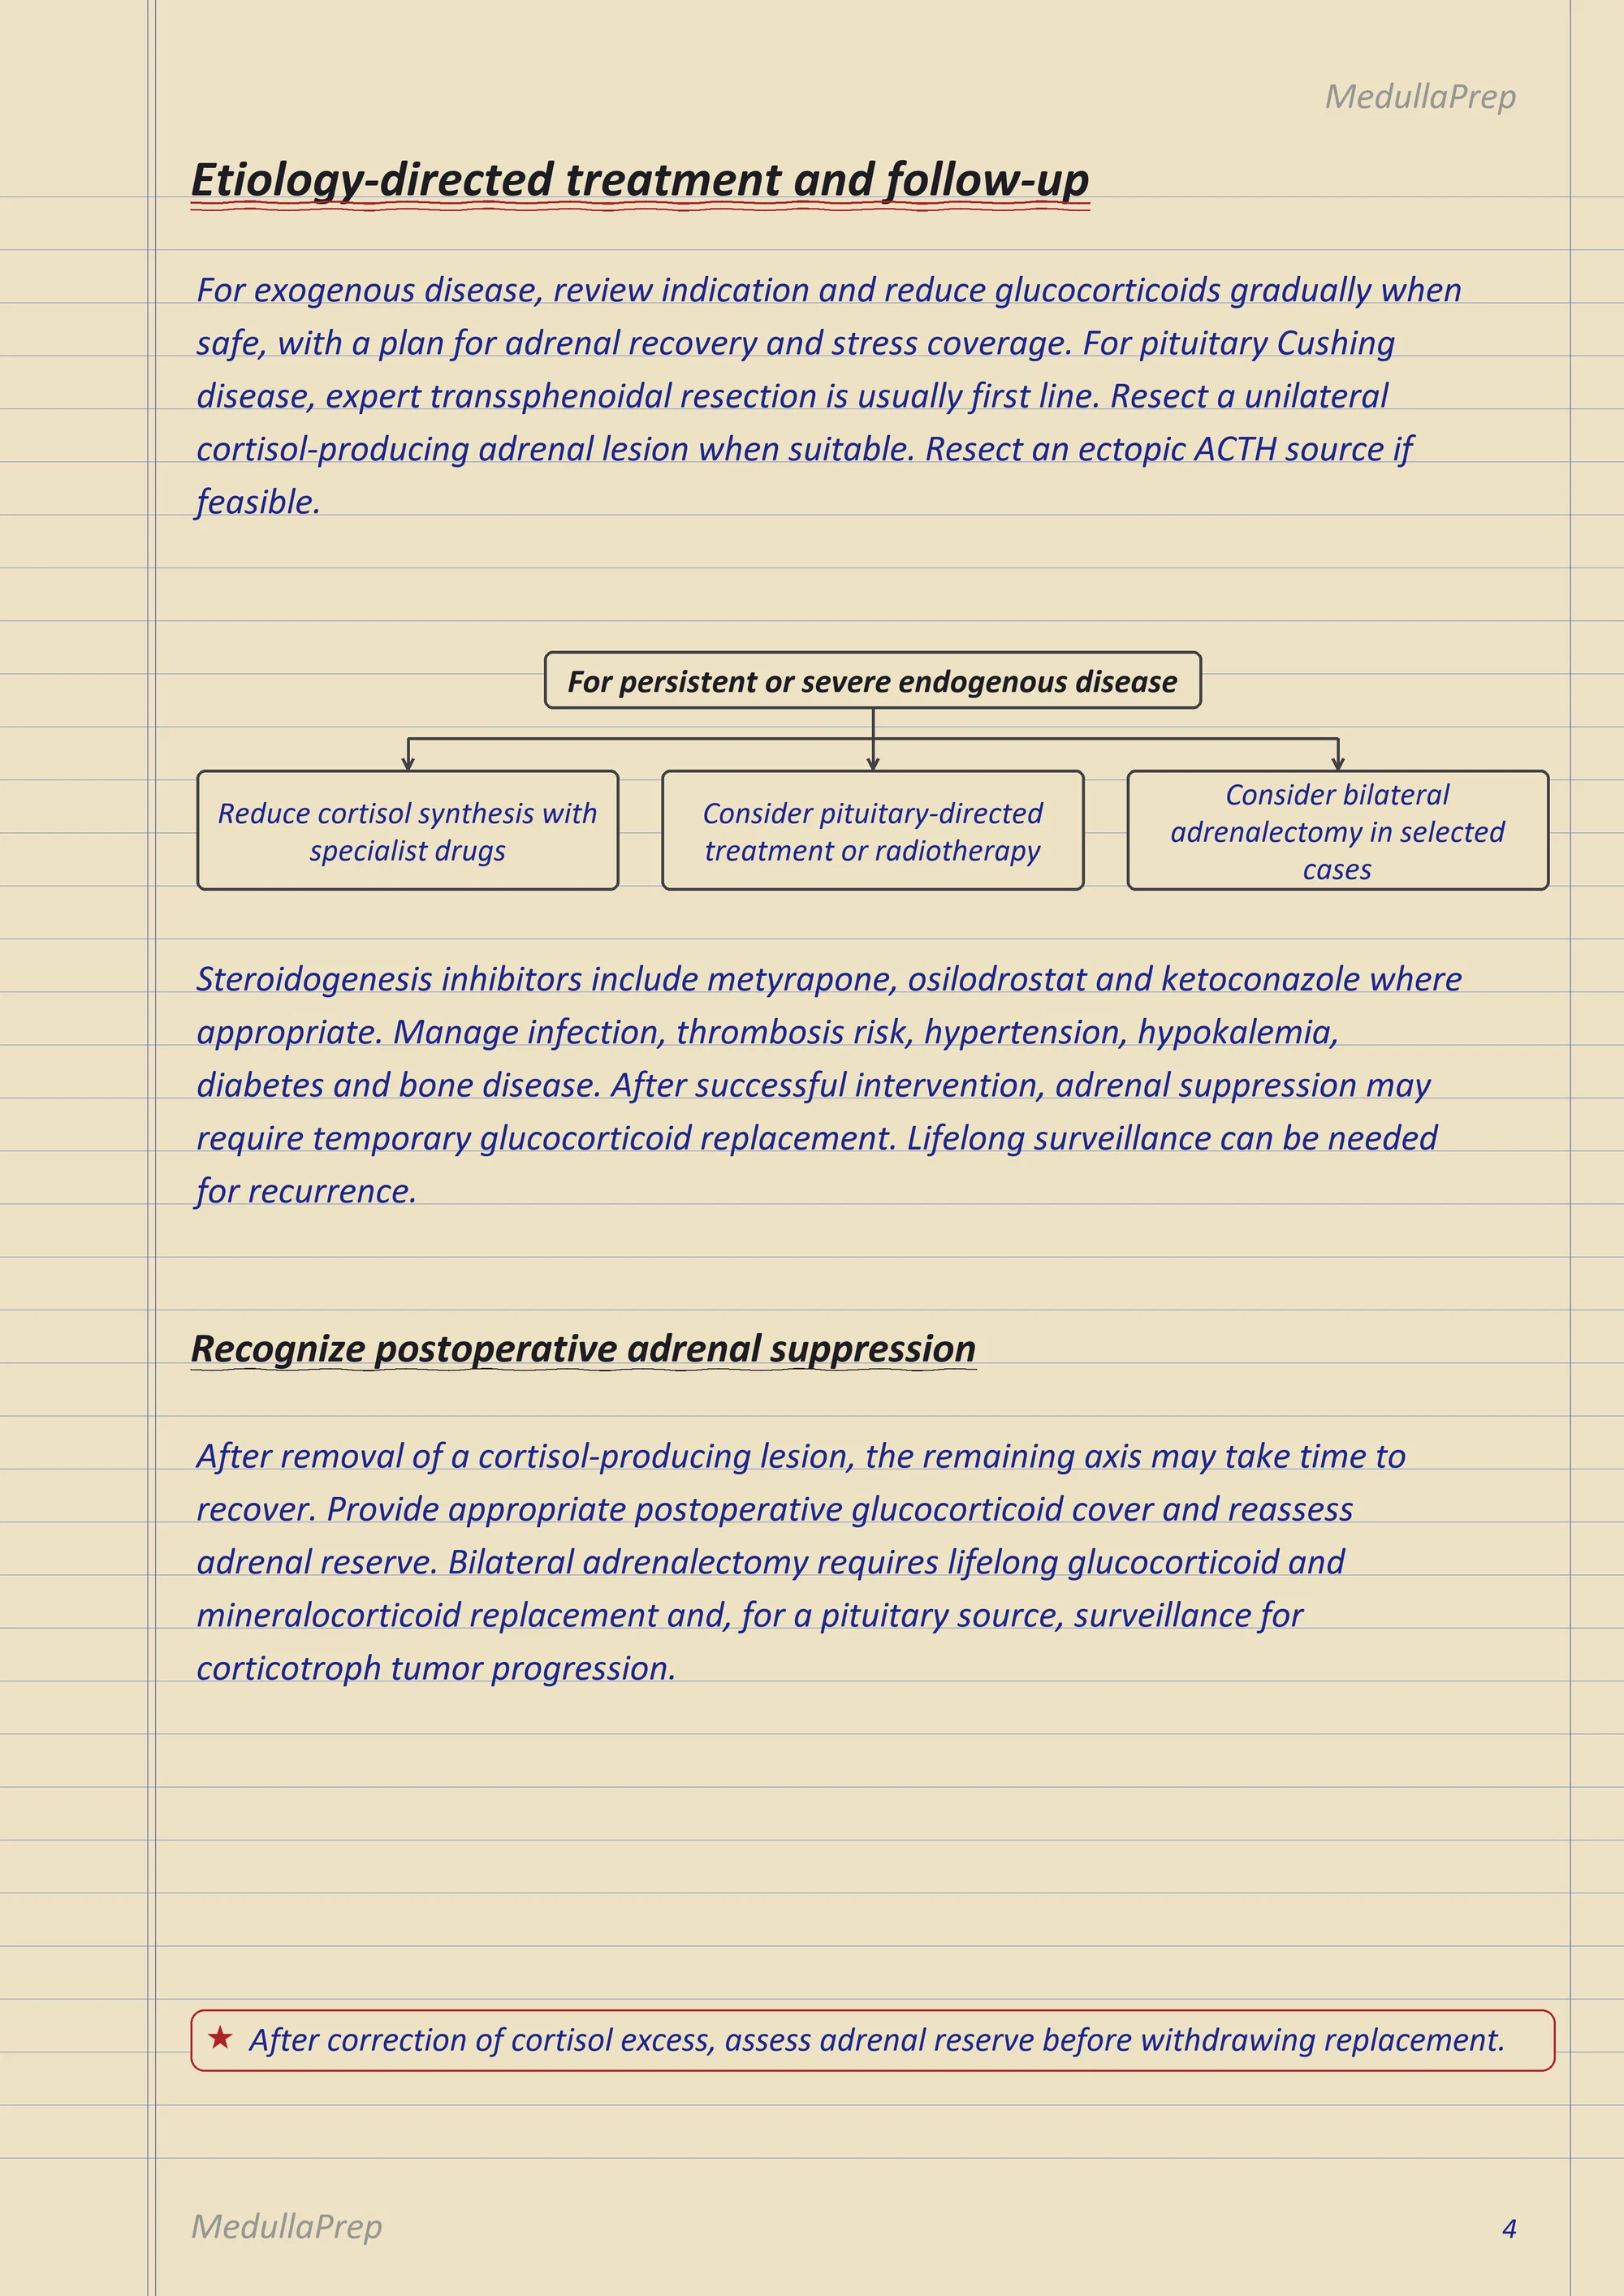 MedullaPrep
Etiology-directed treatment and follow-up
For exogenous disease, review indication and reduce glucocorticoids gradually when
safe, with a plan for adrenal recovery and stress coverage. For pituitary Cushing
disease, expert transsphenoidal resection is usually first line. Resect a unilateral
cortisol-producing adrenal lesion when suitable. Resect an ectopic ACTH source if
feasible.
For persistent or severe endogenous disease
Reduce cortisol synthesis with
specialist drugs
Consider pituitary-directed
treatment or radiotherapy
Consider bilateral
adrenalectomy in selected
cases
Steroidogenesis inhibitors include metyrapone, osilodrostat and ketoconazole where
appropriate. Manage infection, thrombosis risk, hypertension, hypokalemia,
diabetes and bone disease. After successful intervention, adrenal suppression may
require temporary glucocorticoid replacement. Lifelong surveillance can be needed
for recurrence.
Recognize postoperative adrenal suppression
After removal of a cortisol-producing lesion, the remaining axis may take time to
recover. Provide appropriate postoperative glucocorticoid cover and reassess
adrenal reserve. Bilateral adrenalectomy requires lifelong glucocorticoid and
mineralocorticoid replacement and, for a pituitary source, surveillance for
corticotroph tumor progression.
★ After correction of cortisol excess, assess adrenal reserve before withdrawing replacement.
MedullaPrep
4